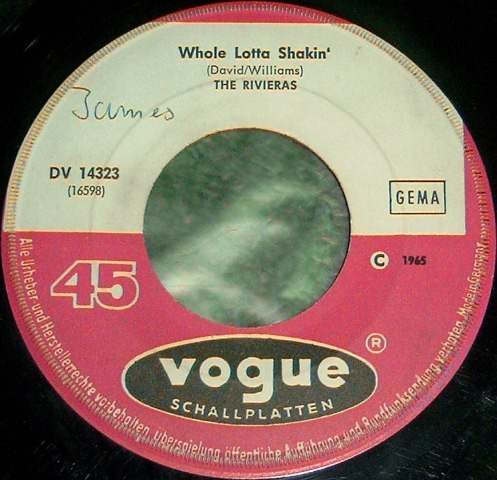 Whole Lotta Shakin'
(David/Williams)
THE RIVIERAS
James
DV 14323
(16598)
GEMA
45
C 1965
vogue ®
SCHALLPLATTEN
Alle Urheber- und Herstellerrechte vorbehalten, überspielung, öffentliche Aufführung und Rundfunksendung verboten Made in Germany